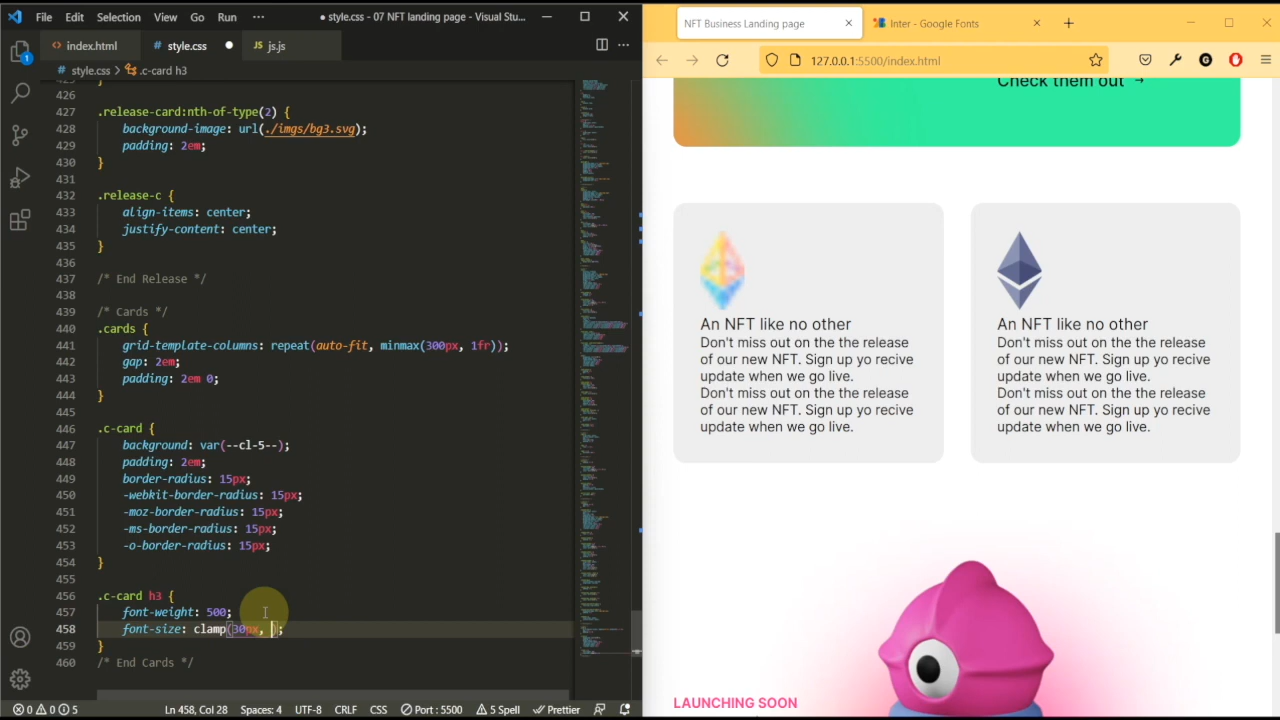 File Edit Selection View Go Run ··· ● style.css - 07 NFT landing page - Visual Stu...
index.html style.css ● js.js
style.css > .c-card h3
426
427 .release-card:nth-of-type(2) {
428 background-image: url(./imgs/bg3.svg);
429 padding: 2em;
430 }
431
432 .release-- {
433 align-items: center;
434 justify-content: center;
435 }
436
437 /* End Release */
438
439 /* Cards */
440 .cards {
441 grid-template-columns: repeat(auto-fit, minmax(300px, 1fr));
442 gap: 2em;
443 padding: 2em 0;
444 }
445
446 .c-card {
447 background: var(--cl-5--);
448 padding: 2em;
449 border-radius: 15px;
450 -webkit-border-radius: 15px;
451 -moz-border-radius: 15px;
452 -ms-border-radius: 15px;
453 -o-border-radius: 15px;
454 }
455
456 .c-card h3 {
457 font-weight: 500;
458 font-size: clamp(30px, );
459 }
460 /* End Cards */
0 0 0 Ln 458, Col 28 Spaces: 4 UTF-8 CRLF CSS Port : 5500 5 Spell Prettier
NFT Business Landing page
Inter - Google Fonts
127.0.0.1:5500/index.html
Check them out →
An NFT like no other
Don't miss out on the the release
of our new NFT. Sign up yo recive
update when we go live.
Don't miss out on the the release
of our new NFT. Sign up yo recive
update when we go live.
An NFT like no other
Don't miss out on the the release
of our new NFT. Sign up yo recive
update when we go live.
Don't miss out on the the release
of our new NFT. Sign up yo recive
update when we go live.
LAUNCHING SOON